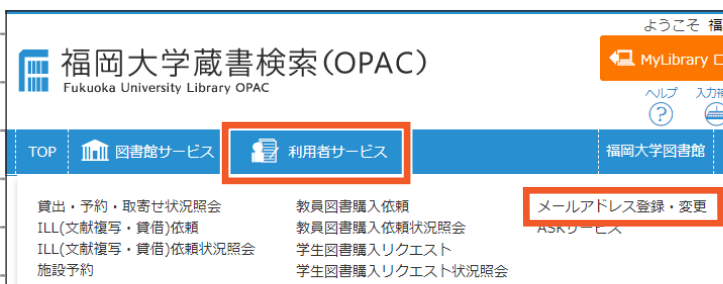 ようこそ 福
福岡大学蔵書検索(OPAC)
Fukuoka University Library OPAC
MyLibrary ロ
ヘルプ 入力補
TOP 図書館サービス 利用者サービス 福岡大学図書館
貸出・予約・取寄せ状況照会 教員図書購入依頼 メールアドレス登録・変更
ILL(文献複写・貸借)依頼 教員図書購入依頼状況照会 ASKサービス
ILL(文献複写・貸借)依頼状況照会 学生図書購入リクエスト
施設予約 学生図書購入リクエスト状況照会